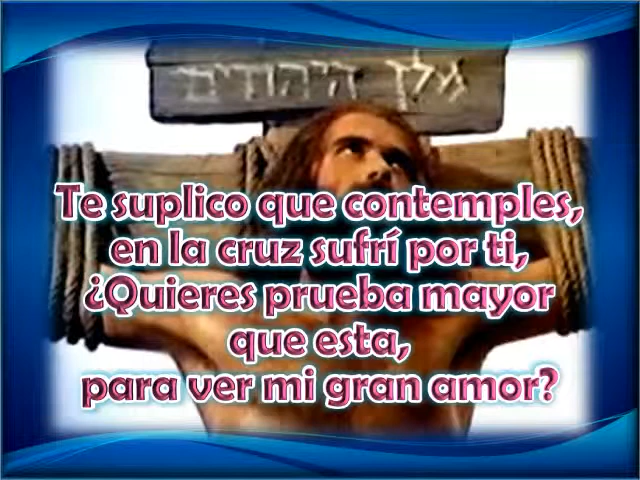 מלך היהודים
Te suplico que contemples,
en la cruz sufrí por ti,
¿Quieres prueba mayor
que esta,
para ver mi gran amor?